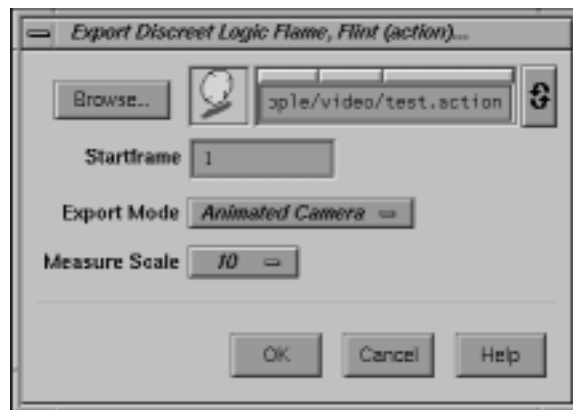 Export Discreet Logic Flame, Flint (action)...
Browse...
ople/video/test.action
Startframe 1
Export Mode Animated Camera
Measure Scale 10
OK Cancel Help